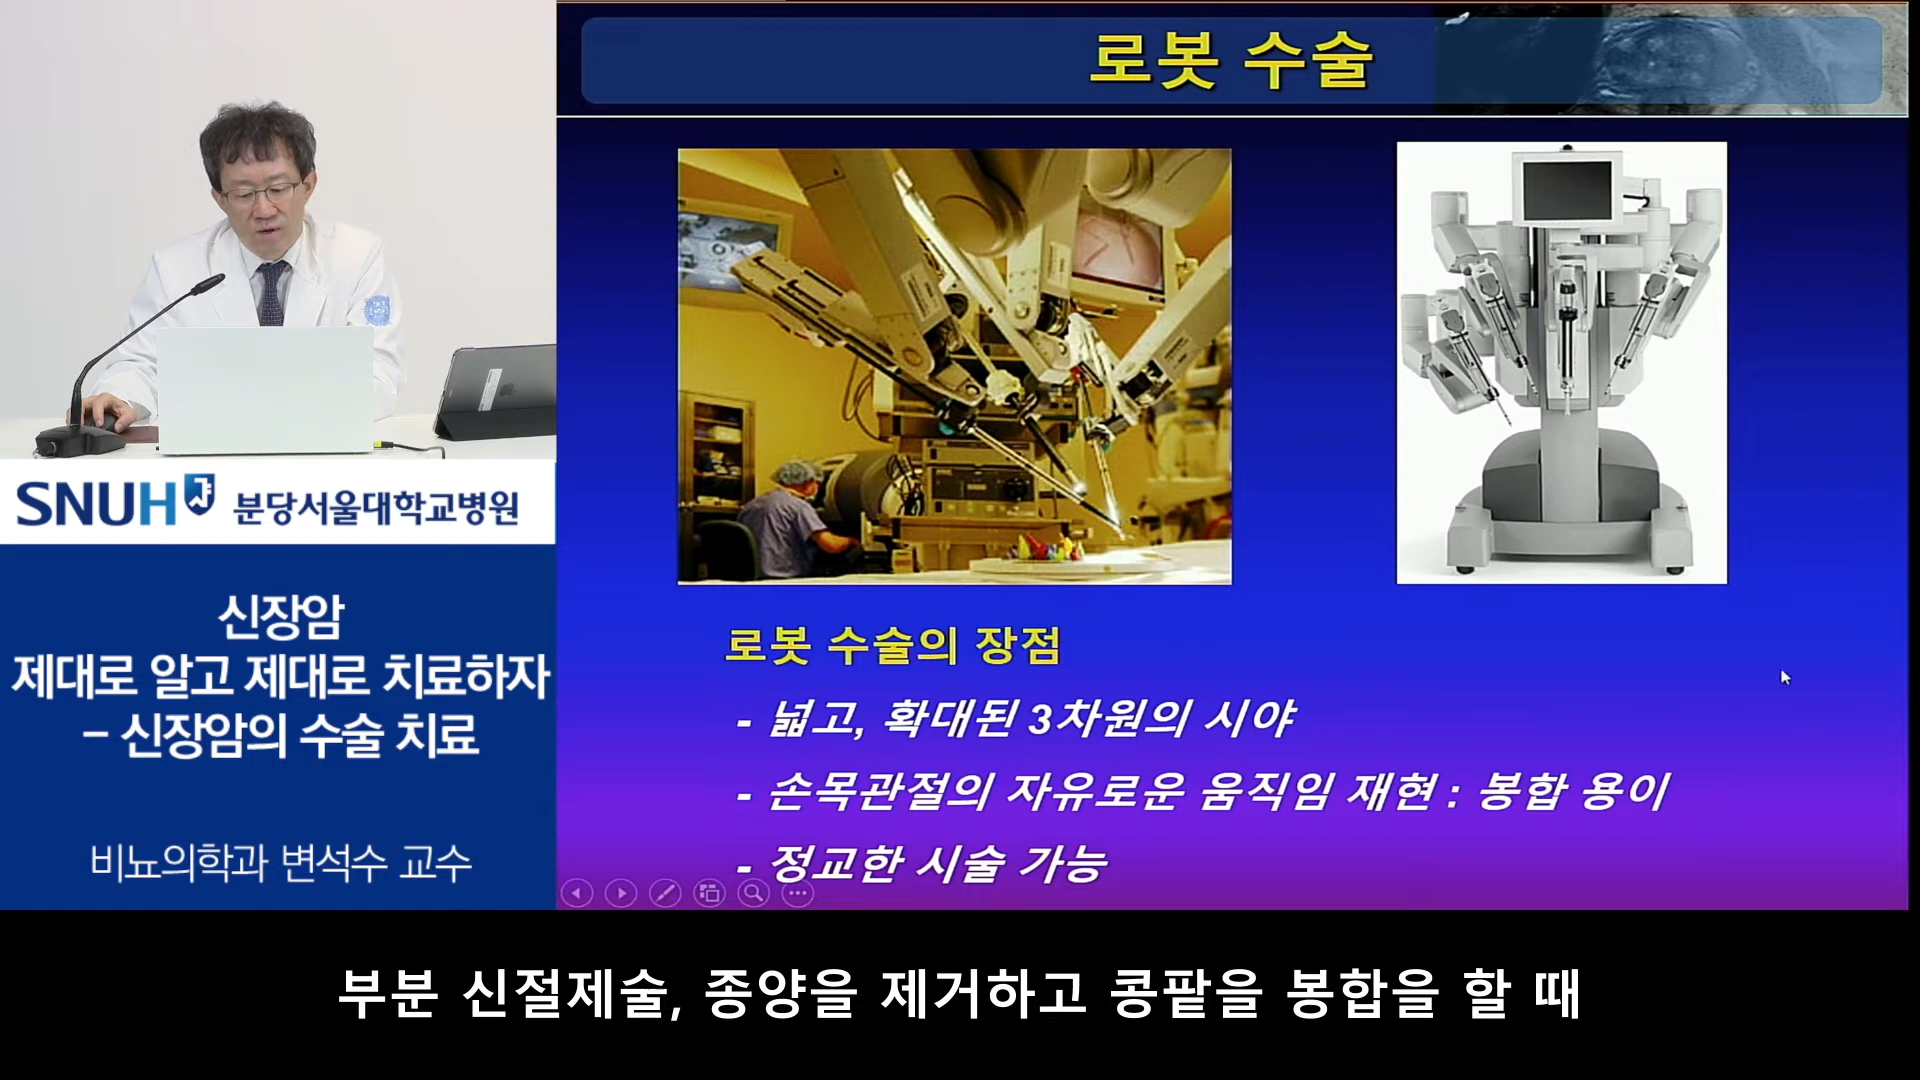 로봇 수술
SNUH 분당서울대학교병원
신장암
제대로 알고 제대로 치료하자
- 신장암의 수술 치료
비뇨의학과 변석수 교수
로봇 수술의 장점
- 넓고, 확대된 3차원의 시야
- 손목관절의 자유로운 움직임 재현 : 봉합 용이
- 정교한 시술 가능
부분 신절제술, 종양을 제거하고 콩팥을 봉합을 할 때